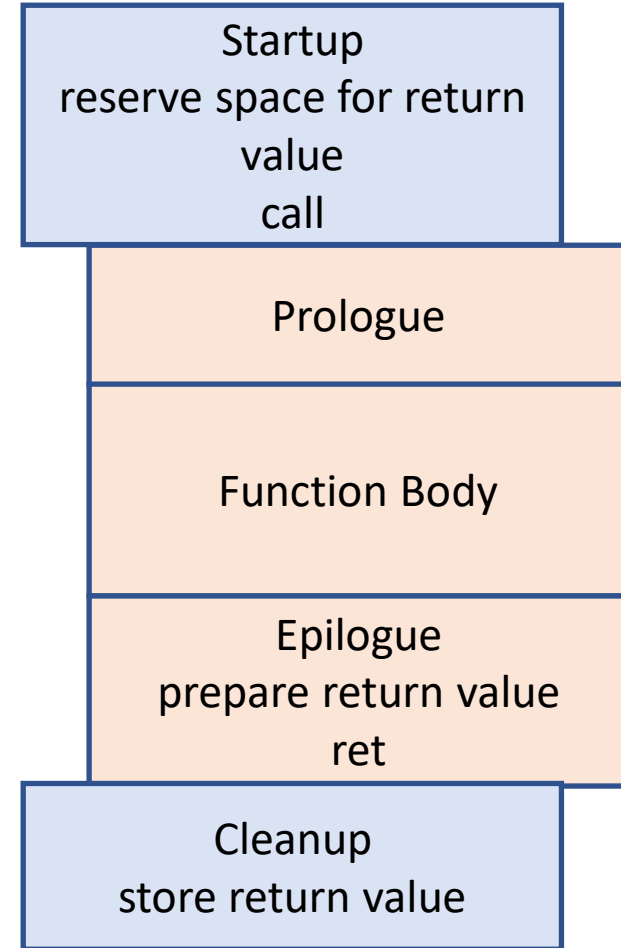 Startup
reserve space for return
value
call
Prologue
Function Body
Epilogue
prepare return value
ret
Cleanup
store return value